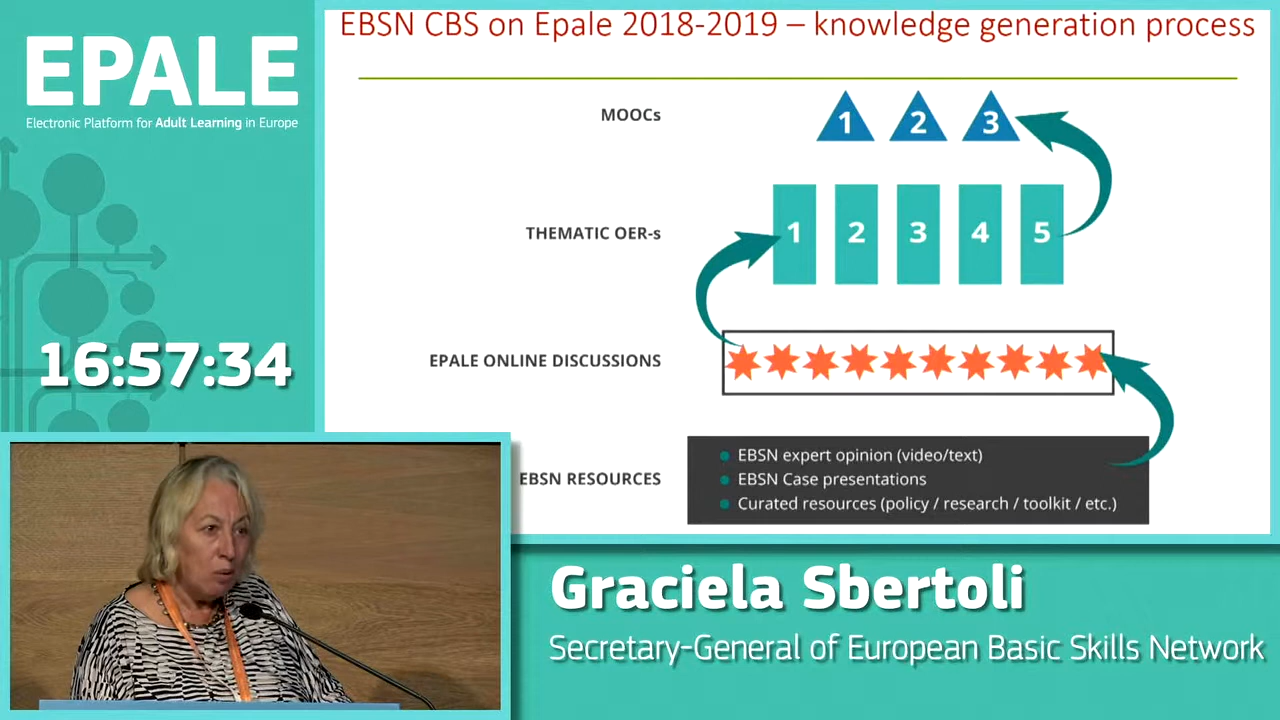 EPALE
Electronic Platform for Adult Learning in Europe
16:57:34
EBSN CBS on Epale 2018-2019 – knowledge generation process
MOOCs
1 2 3
THEMATIC OER-s
1 2 3 4 5
EPALE ONLINE DISCUSSIONS
EBSN RESOURCES
EBSN expert opinion (video/text)
EBSN Case presentations
Curated resources (policy / research / toolkit / etc.)
Graciela Sbertoli
Secretary-General of European Basic Skills Network